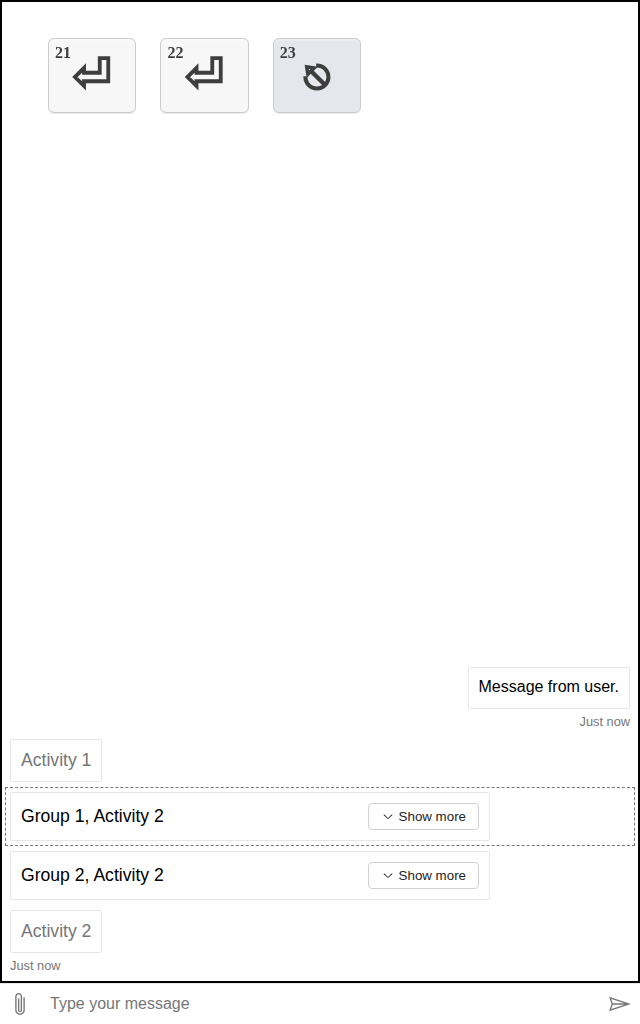 21
22
23
Message from user.
Just now
Activity 1
Group 1, Activity 2
Show more
Group 2, Activity 2
Show more
Activity 2
Just now
Type your message